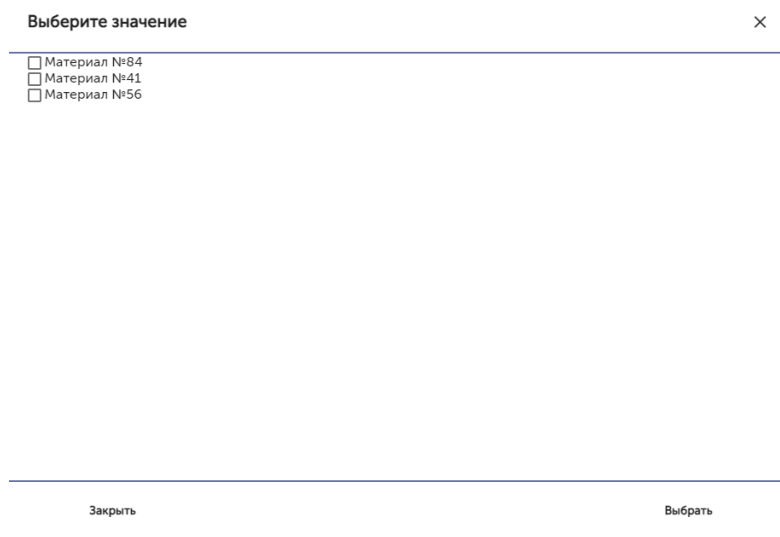 Выберите значение
Материал №84
Материал №41
Материал №56
Закрыть Выбрать